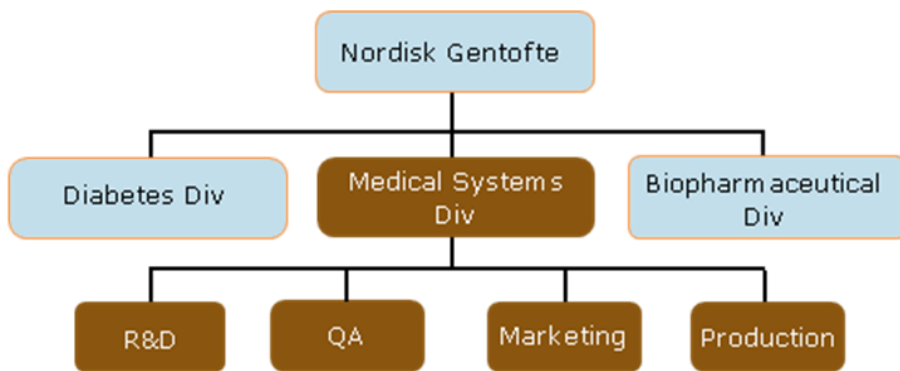 Nordisk Gentofte
Diabetes Div
Medical Systems
Div
Biopharmaceutical
Div
R&D
QA
Marketing
Production